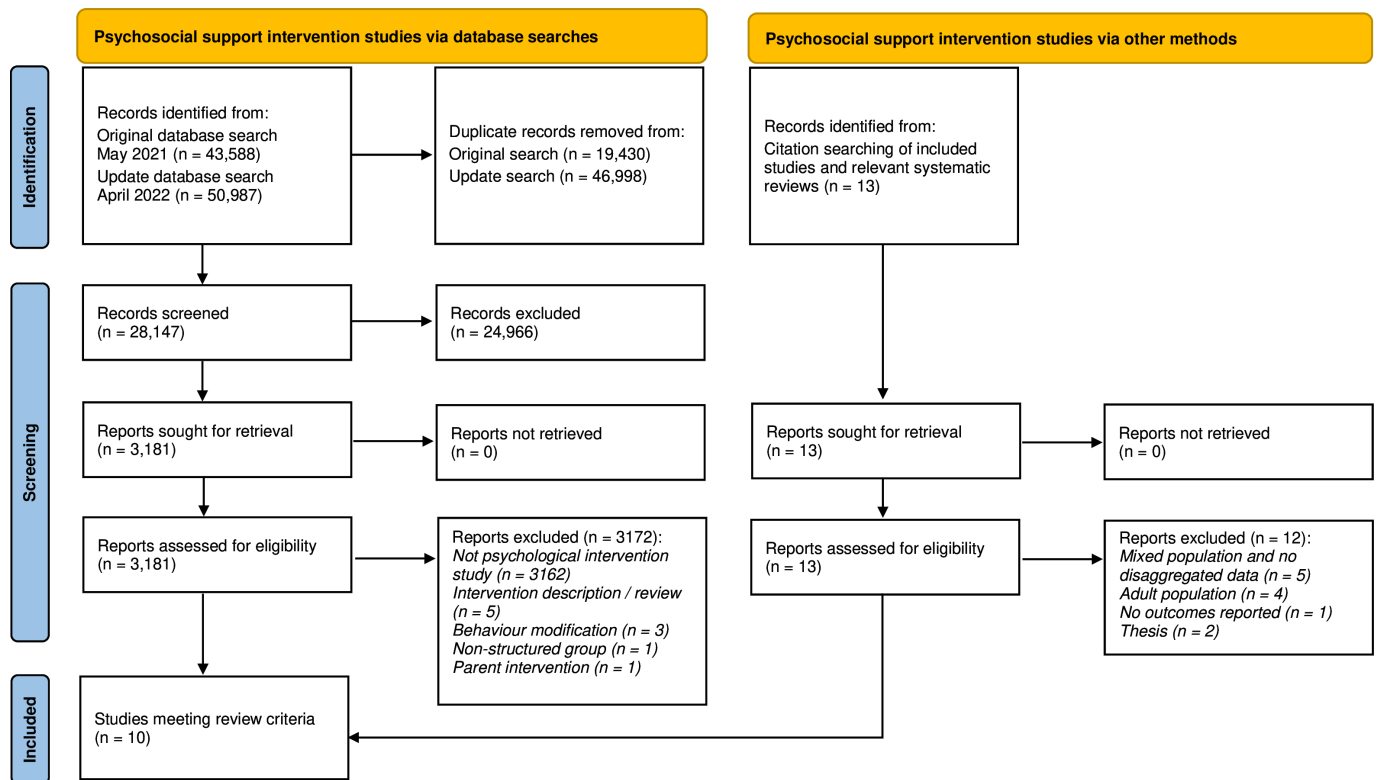 Psychosocial support intervention studies via database searches
Psychosocial support intervention studies via other methods
Identification
Records identified from:
Original database search
May 2021 (n = 43,588)
Update database search
April 2022 (n = 50,987)
Duplicate records removed from:
Original search (n = 19,430)
Update search (n = 46,998)
Records identified from:
Citation searching of included
studies and relevant systematic
reviews (n = 13)
Screening
Records screened
(n = 28,147)
Records excluded
(n = 24,966)
Reports sought for retrieval
(n = 3,181)
Reports not retrieved
(n = 0)
Reports sought for retrieval
(n = 13)
Reports not retrieved
(n = 0)
Reports assessed for eligibility
(n = 3,181)
Reports excluded (n = 3172):
Not psychological intervention
study (n = 3162)
Intervention description / review
(n = 5)
Behaviour modification (n = 3)
Non-structured group (n = 1)
Parent intervention (n = 1)
Reports assessed for eligibility
(n = 13)
Reports excluded (n = 12):
Mixed population and no
disaggregated data (n = 5)
Adult population (n = 4)
No outcomes reported (n = 1)
Thesis (n = 2)
Included
Studies meeting review criteria
(n = 10)